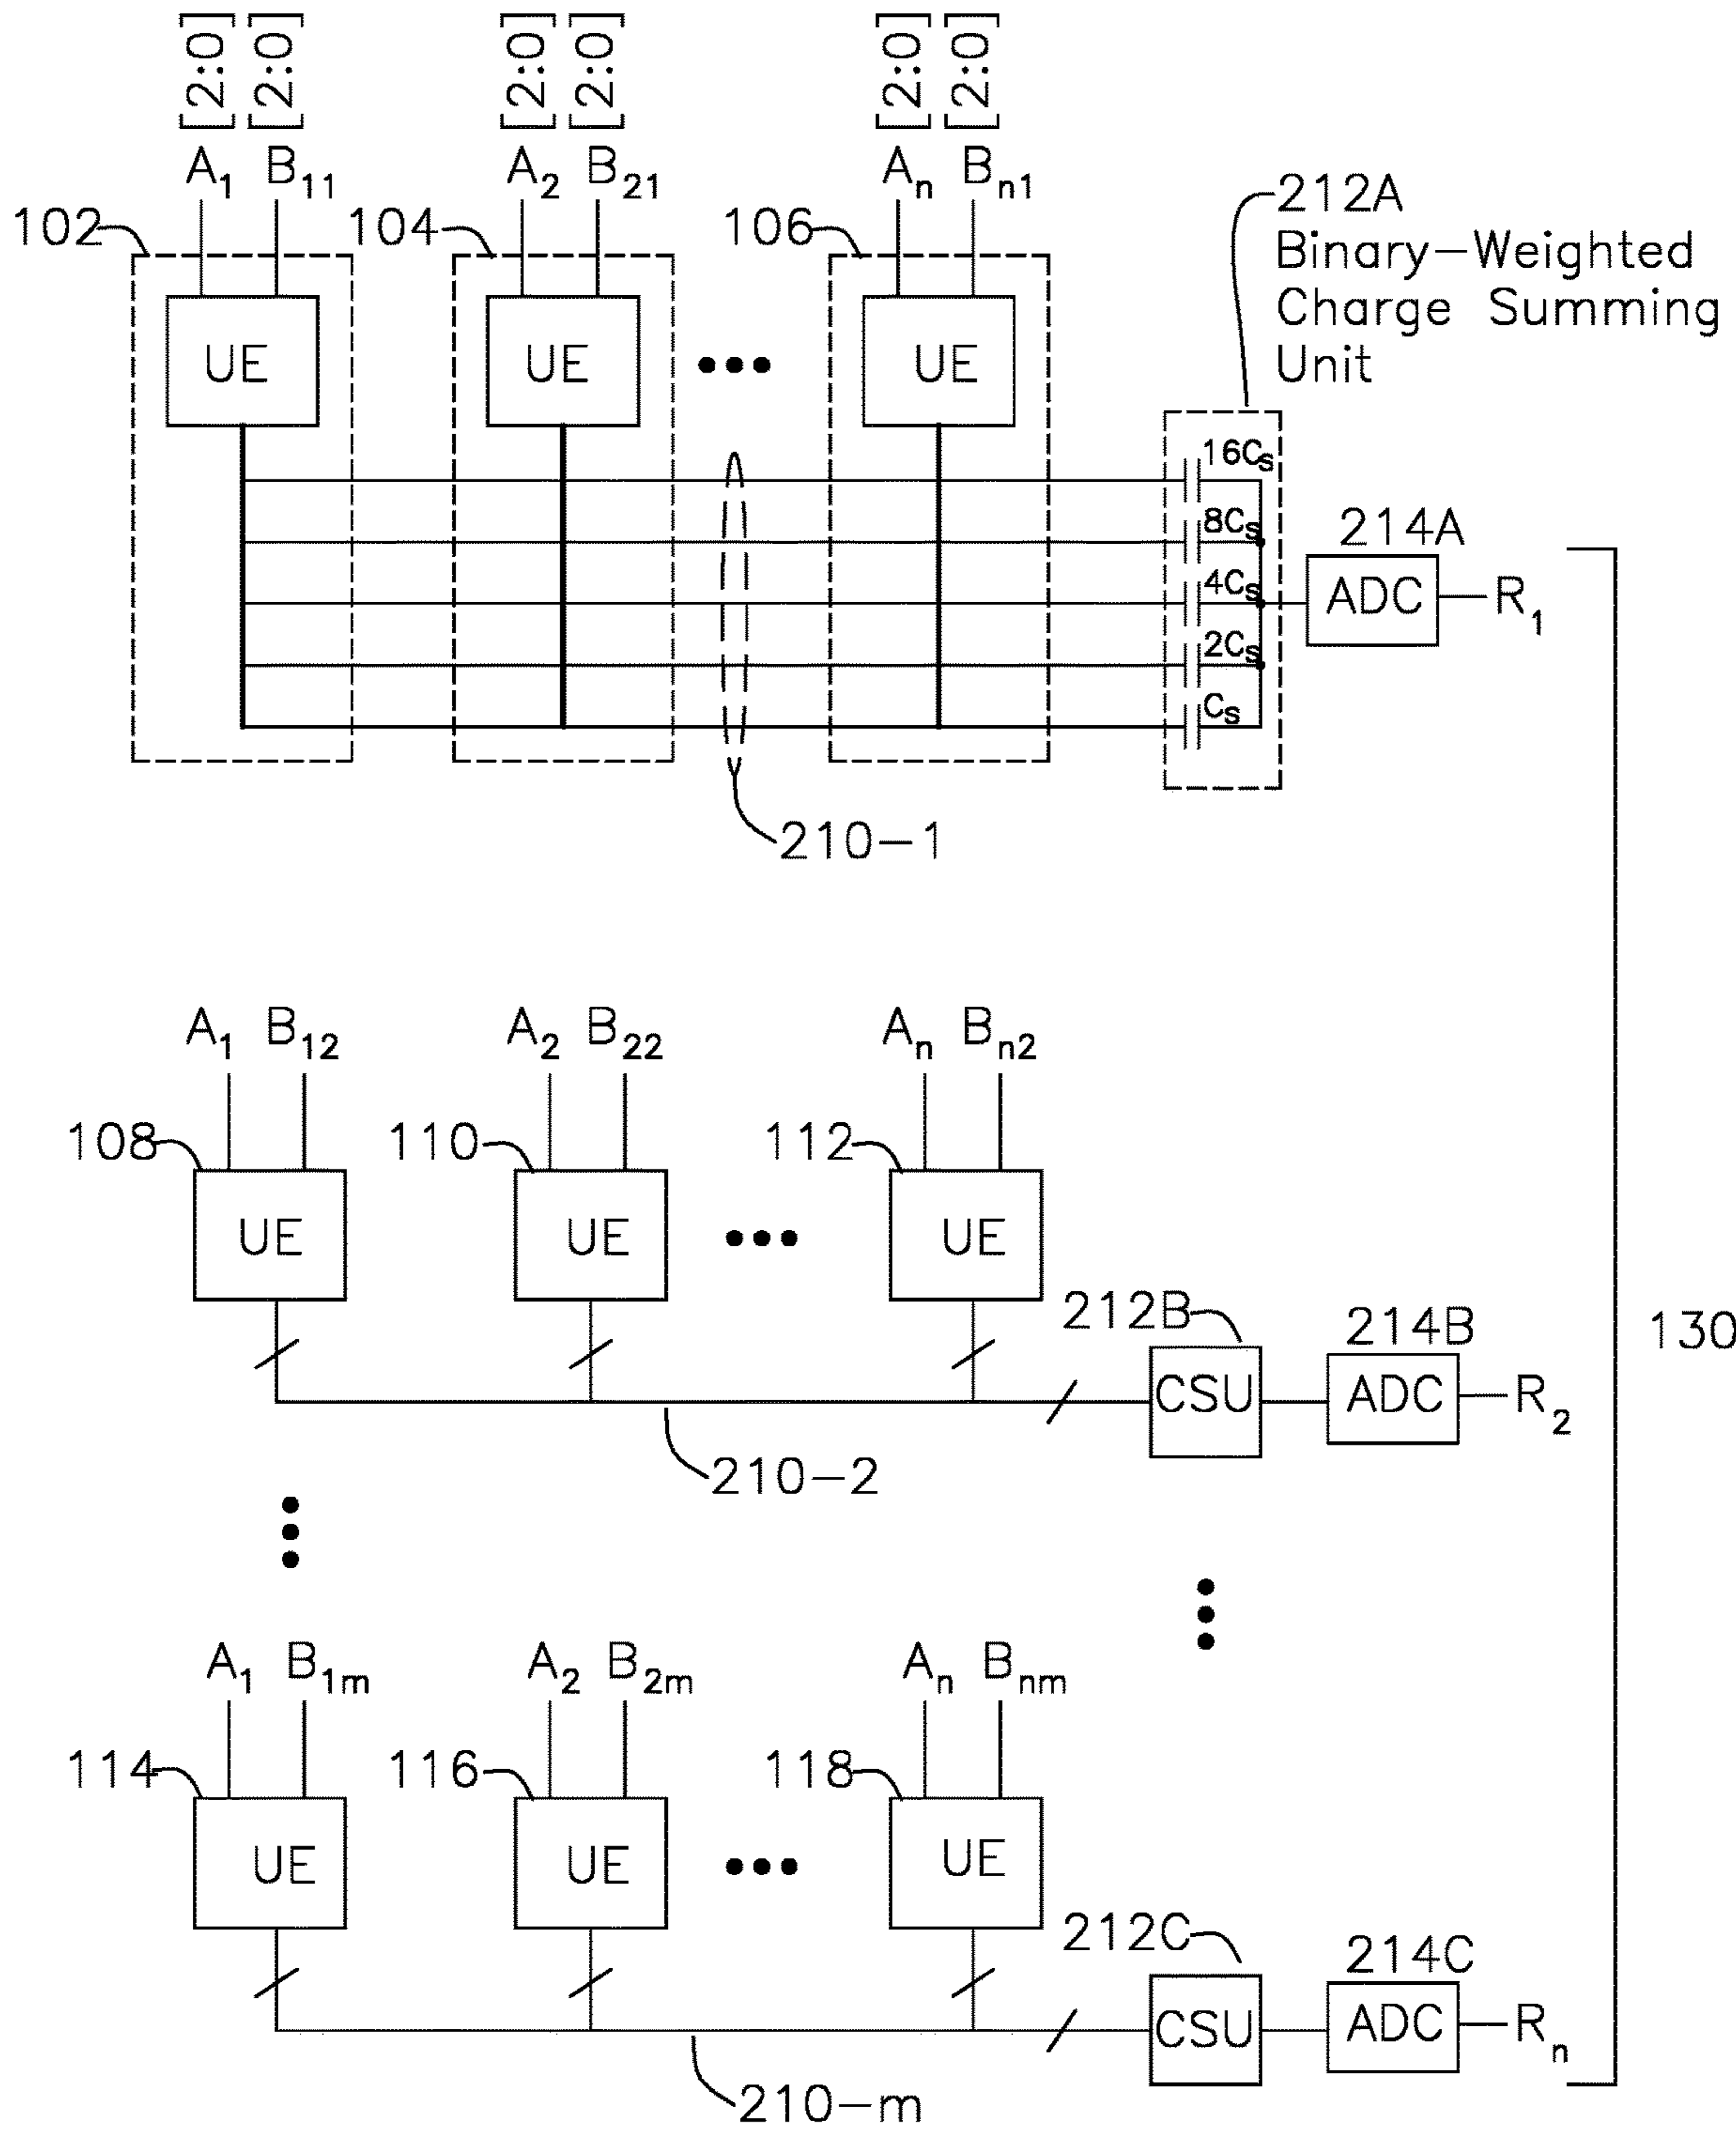 [2:0] [2:0] [2:0] [2:0] [2:0] [2:0]
A1 B11 A2 B21 An Bn1
212A
Binary-Weighted
Charge Summing
Unit
102 104 106
UE UE UE
16Cs
8Cs
4Cs
2Cs
Cs
214A
ADC R1
210-1
A1 B12 A2 B22 An Bn2
108 110 112
UE UE UE
212B 214B 130
CSU ADC R2
210-2
A1 B1m A2 B2m An Bnm
114 116 118
UE UE UE
212C 214C
CSU ADC Rn
210-m